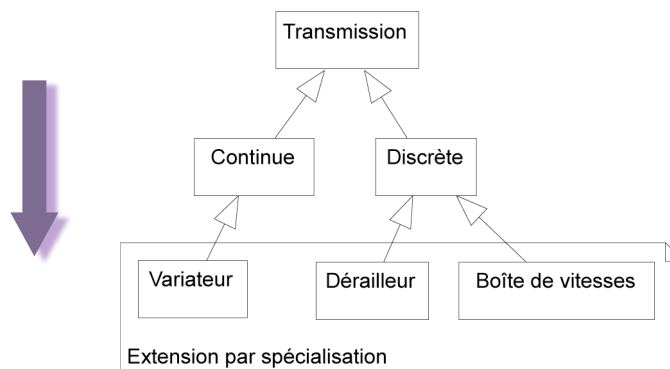 Transmission
Continue
Discrète
Variateur
Dérailleur
Boîte de vitesses
Extension par spécialisation